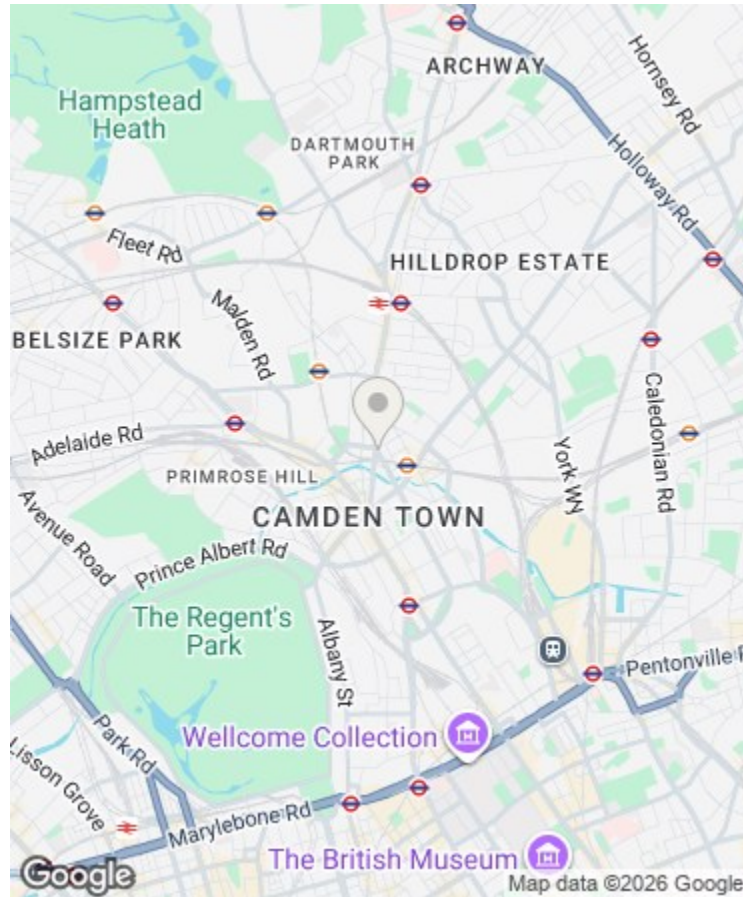 ARCHWAY
Hornsey Rd
Hampstead
Heath
DARTMOUTH
PARK
Holloway Rd
Fleet Rd
HILLDROP ESTATE
Malden Rd
BELSIZE PARK
Caledonian Rd
Adelaide Rd
York Wy
PRIMROSE HILL
Avenue Road
CAMDEN TOWN
Prince Albert Rd
The Regent's
Park
Albany St
Pentonville R
Wellcome Collection
Park Rd
Lisson Grove
Marylebone Rd
The British Museum
Google
Map data ©2026 Google